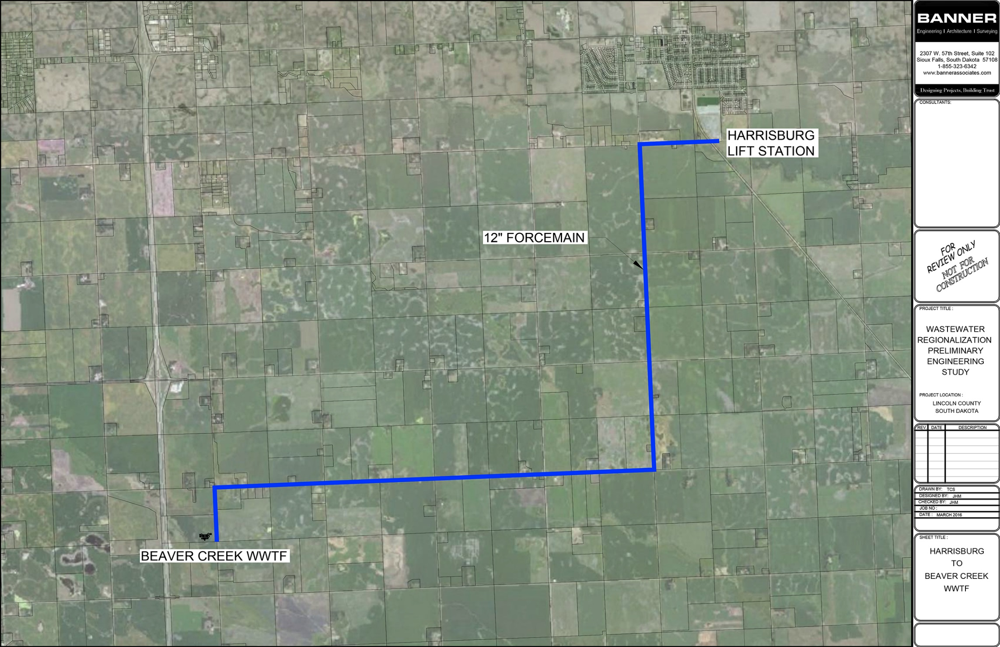 HARRISBURG
LIFT STATION
12" FORCEMAIN
BEAVER CREEK WWTF
BANNER
Engineering | Architecture | Surveying
2307 W. 57th Street, Suite 102
Sioux Falls, South Dakota 57108
1-855-323-6342
www.bannerassociates.com
Designing Projects, Building Trust
CONSULTANTS:
FOR
REVIEW ONLY
NOT FOR
CONSTRUCTION
PROJECT TITLE :
WASTEWATER
REGIONALIZATION
PRELIMINARY
ENGINEERING
STUDY
PROJECT LOCATION :
LINCOLN COUNTY
SOUTH DAKOTA
REV. DATE DESCRIPTION
DRAWN BY: TCS
DESIGNED BY: JHM
CHECKED BY: JHM
JOB NO :
DATE : MARCH 2016
SHEET TITLE :
HARRISBURG
TO
BEAVER CREEK
WWTF